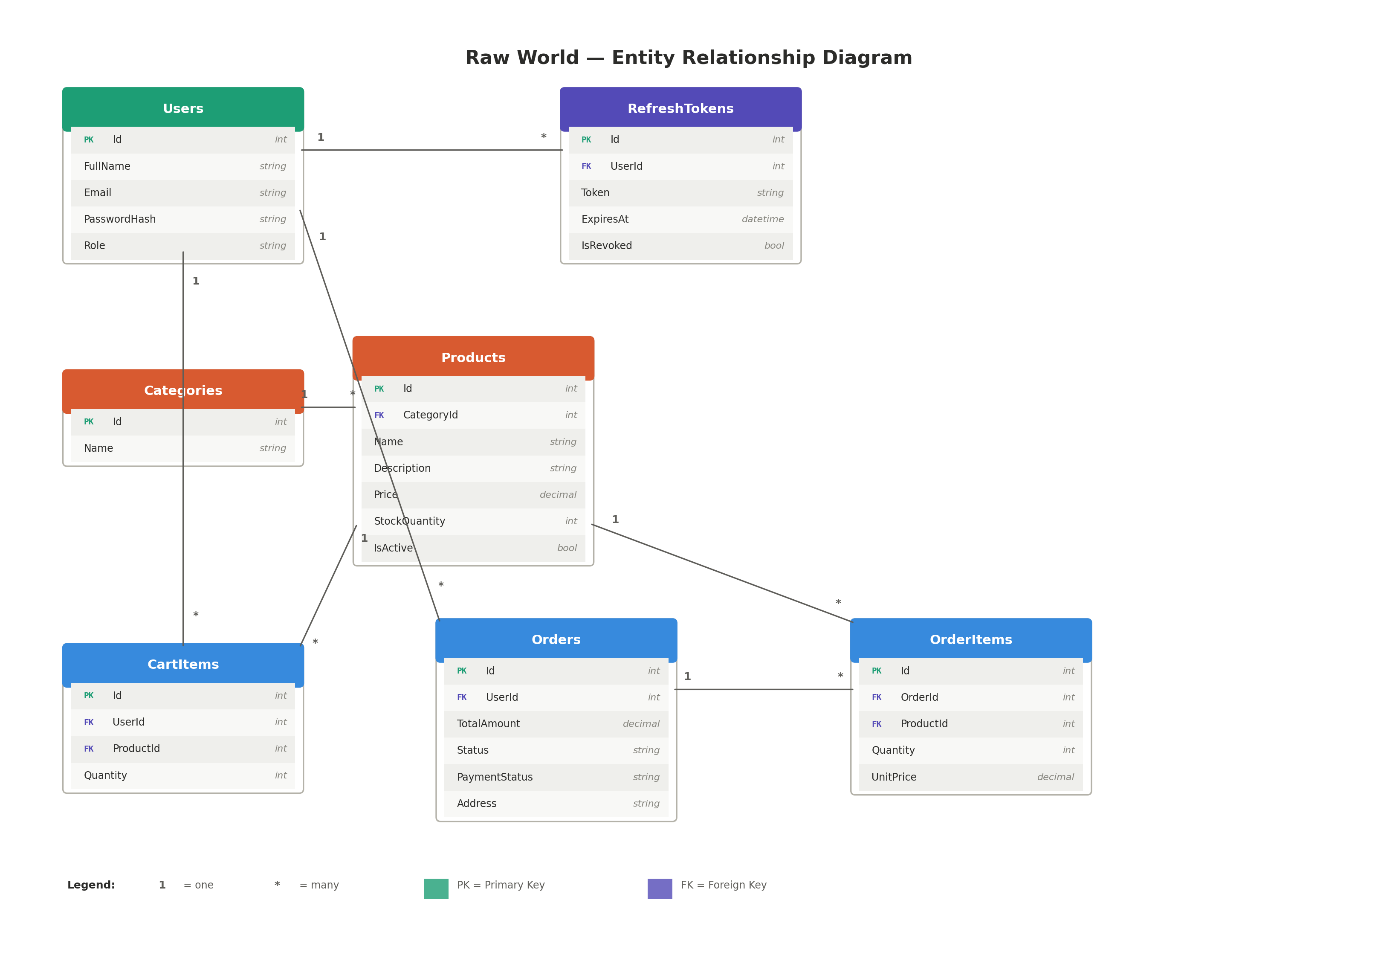 Raw World — Entity Relationship Diagram
Users
PK Id int
FullName string
Email string
PasswordHash string
Role string
1 *
RefreshTokens
PK Id int
FK UserId int
Token string
ExpiresAt datetime
IsRevoked bool
1
1
Categories
PK Id int
Name string
1 *
Products
PK Id int
FK CategoryId int
Name string
Description string
Price decimal
StockQuantity int
IsActive bool
1
1
*
*
*
*
CartItems
PK Id int
FK UserId int
FK ProductId int
Quantity int
Orders
PK Id int
FK UserId int
TotalAmount decimal
Status string
PaymentStatus string
Address string
1 *
OrderItems
PK Id int
FK OrderId int
FK ProductId int
Quantity int
UnitPrice decimal
Legend: 1 = one * = many PK = Primary Key FK = Foreign Key